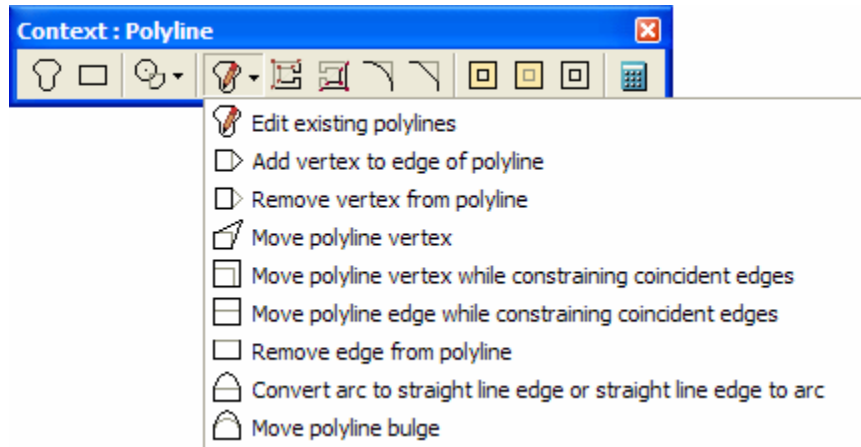 Context : Polyline
Edit existing polylines
Add vertex to edge of polyline
Remove vertex from polyline
Move polyline vertex
Move polyline vertex while constraining coincident edges
Move polyline edge while constraining coincident edges
Remove edge from polyline
Convert arc to straight line edge or straight line edge to arc
Move polyline bulge